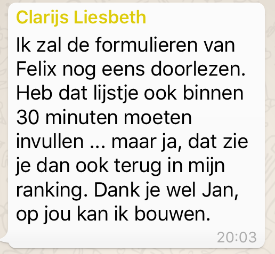 Clarijs Liesbeth
Ik zal de formulieren van
Felix nog eens doorlezen.
Heb dat lijstje ook binnen
30 minuten moeten
invullen ... maar ja, dat zie
je dan ook terug in mijn
ranking. Dank je wel Jan,
op jou kan ik bouwen.
20:03